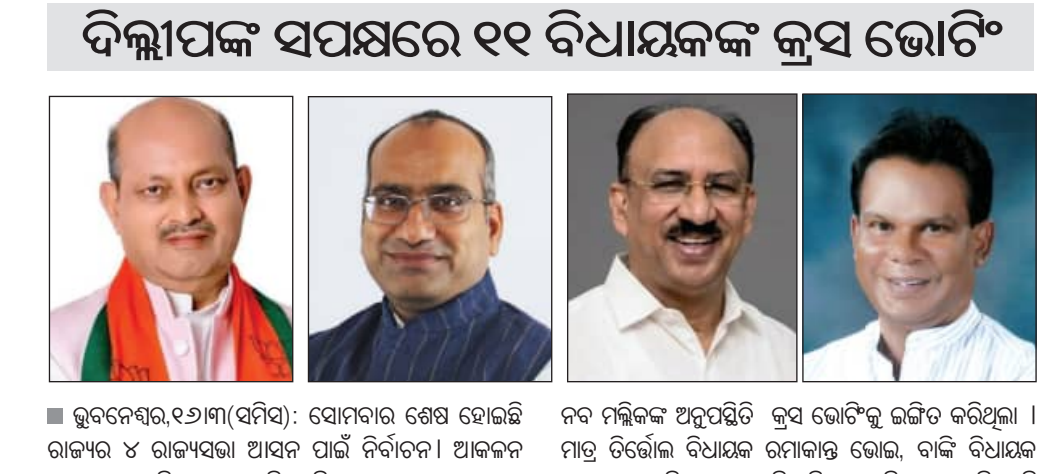 ଦିଲ୍ଲୀପଙ୍କ ସପକ୍ଷରେ ୧୧ ବିଧାୟକଙ୍କ କ୍ରସ ଭୋଟିଂ
ଭୁବନେଶ୍ୱର,୧୬।୩(ସମିସ): ସୋମବାର ଶେଷ ହୋଇଛି
ରାଜ୍ୟର ୪ ରାଜ୍ୟସଭା ଆସନ ପାଇଁ ନିର୍ବାଚନ। ଆକଳନ
ନବ ମଲ୍ଲିକଙ୍କ ଅନୁପସ୍ଥିତି କ୍ରସ ଭୋଟିଂକୁ ଇଙ୍ଗିତ କରିଥିଲା ।
ମାତ୍ର ତିର୍ତ୍ତୋଲ ବିଧାୟକ ରମାକାନ୍ତ ଭୋଇ, ବାଙ୍କି ବିଧାୟକ